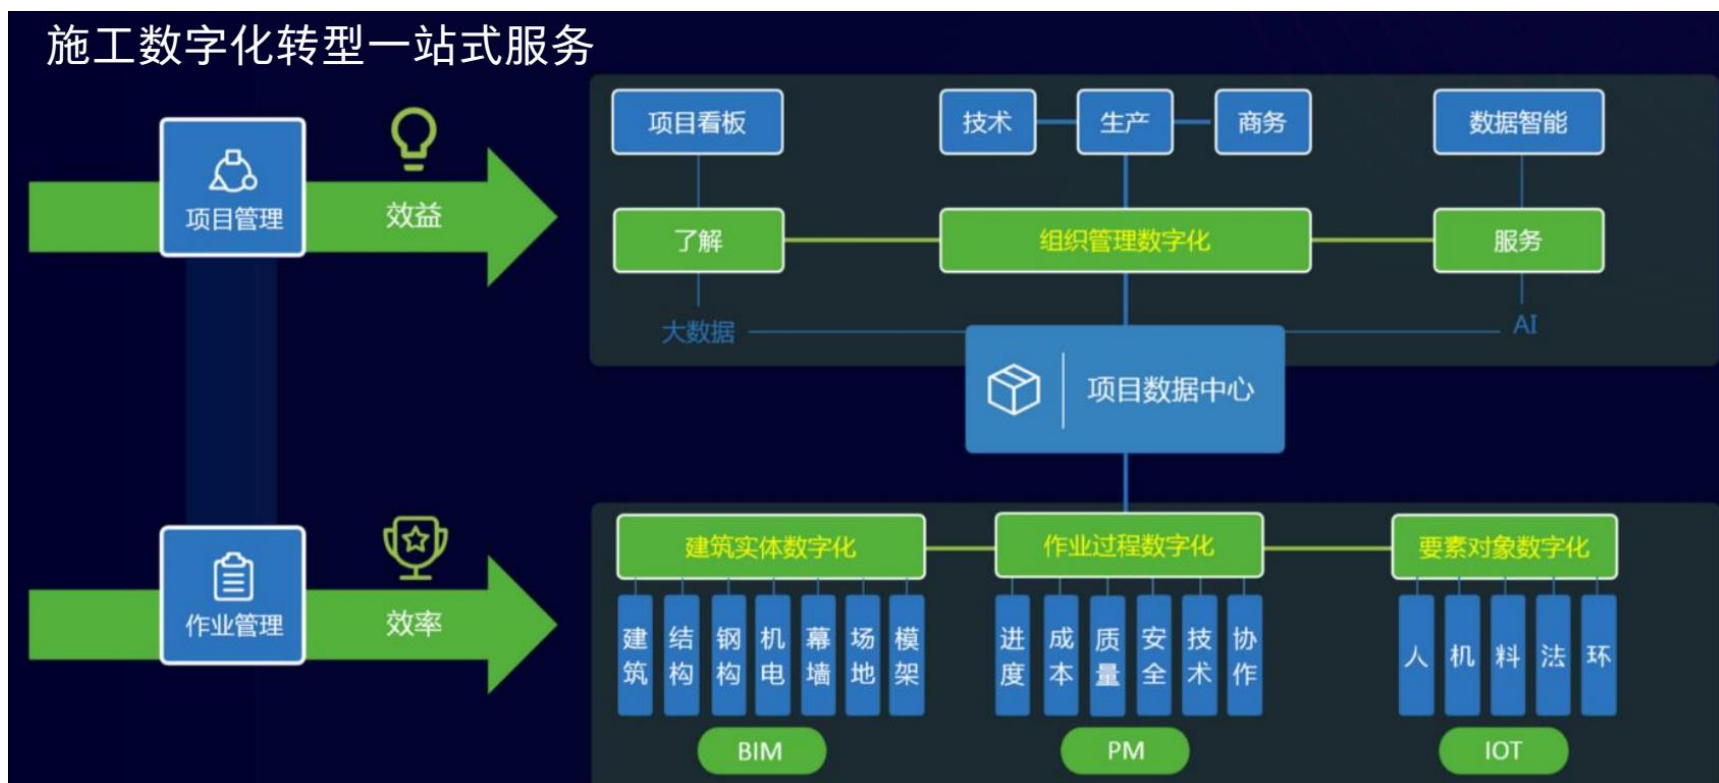 施工数字化转型一站式服务
项目管理
效益
项目看板
技术
生产
商务
数据智能
了解
组织管理数字化
服务
大数据
AI
项目数据中心
作业管理
效率
建筑实体数字化
作业过程数字化
要素对象数字化
建筑
结构
钢构
机电
幕墙
场地
模架
进度
成本
质量
安全
技术
协作
人
机
料
法
环
BIM
PM
IOT